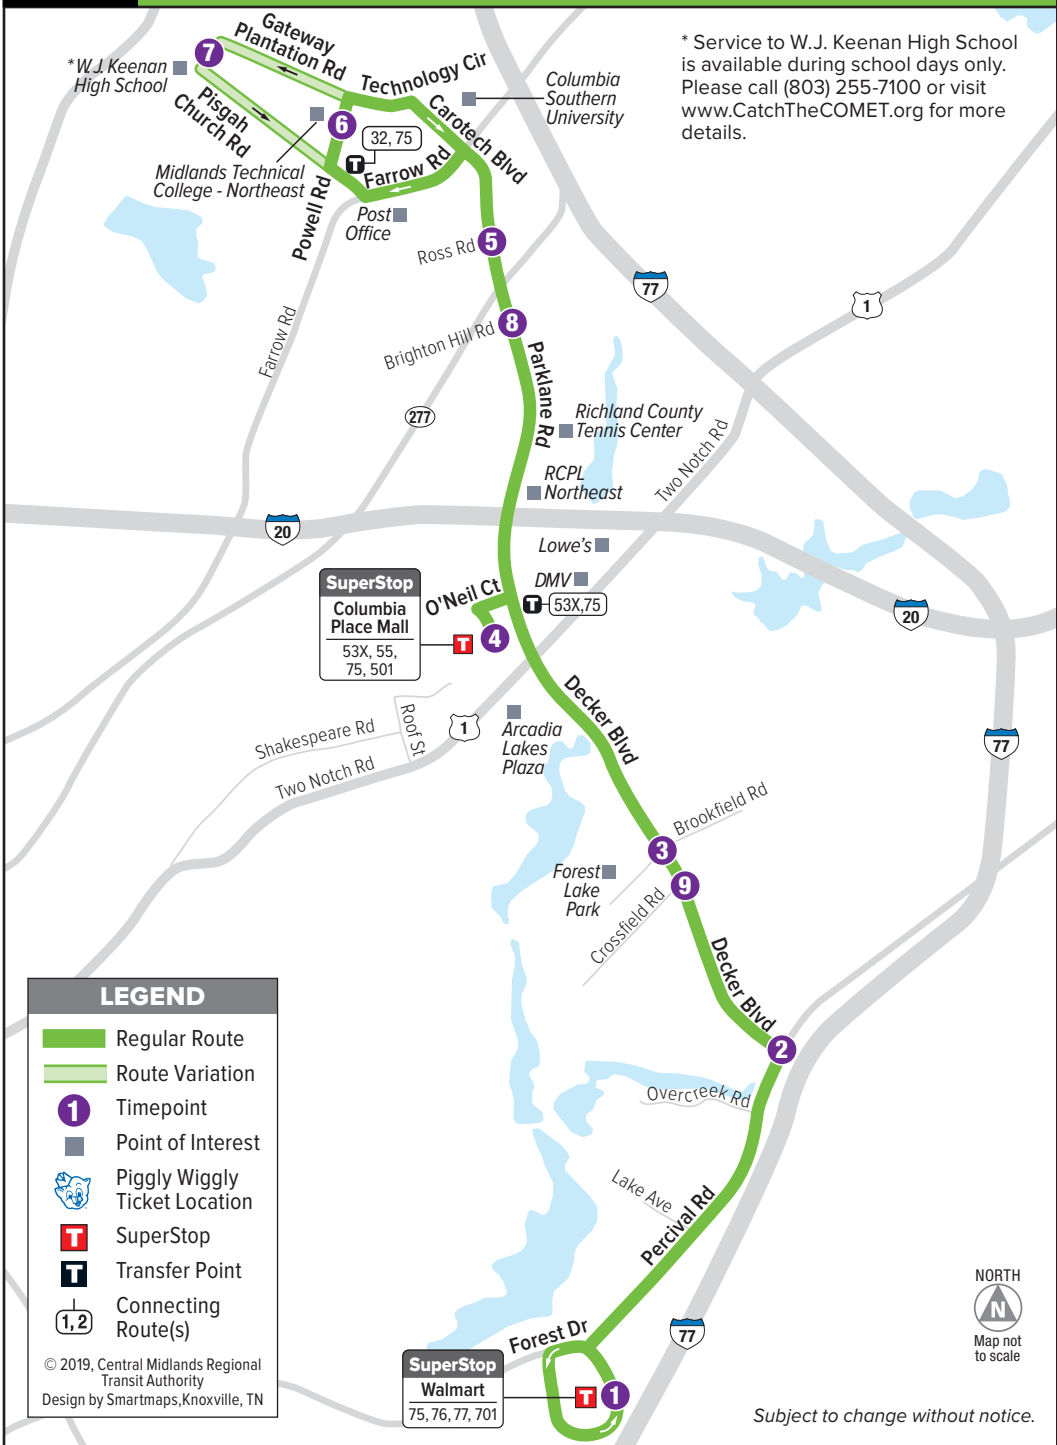 * Service to W.J. Keenan High School
is available during school days only.
Please call (803) 255-7100 or visit
www.CatchTheCOMET.org for more
details.
Gateway
Plantation Rd
7
* W.J. Keenan
High School
Technology Cir
Columbia
Southern
University
Pisgah
Church Rd
Carotech Blvd
6
32, 75
T
Midlands Technical
College - Northeast
Farrow Rd
Powell Rd
Post
Office
Ross Rd
5
77
1
Farrow Rd
Brighton Hill Rd
8
Parklane Rd
277
Richland County
Tennis Center
Two Notch Rd
RCPL
Northeast
20
Lowe's
SuperStop
Columbia
Place Mall
53X, 55,
75, 501
O'Neil Ct
DMV
T
53X,75
20
T
4
Decker Blvd
Shakespeare Rd
Roof St
1
Arcadia
Lakes
Plaza
77
Two Notch Rd
Brookfield Rd
3
Forest
Lake
Park
9
Crossfield Rd
Decker Blvd
2
Overcreek Rd
Lake Ave
Percival Rd
77
Forest Dr
SuperStop
Walmart
75, 76, 77, 701
T
1
LEGEND
Regular Route
Route Variation
1
Timepoint
Point of Interest
Piggly Wiggly
Ticket Location
T
SuperStop
T
Transfer Point
1, 2
Connecting
Route(s)
© 2019, Central Midlands Regional
Transit Authority
Design by Smartmaps,Knoxville, TN
NORTH
N
Map not
to scale
Subject to change without notice.